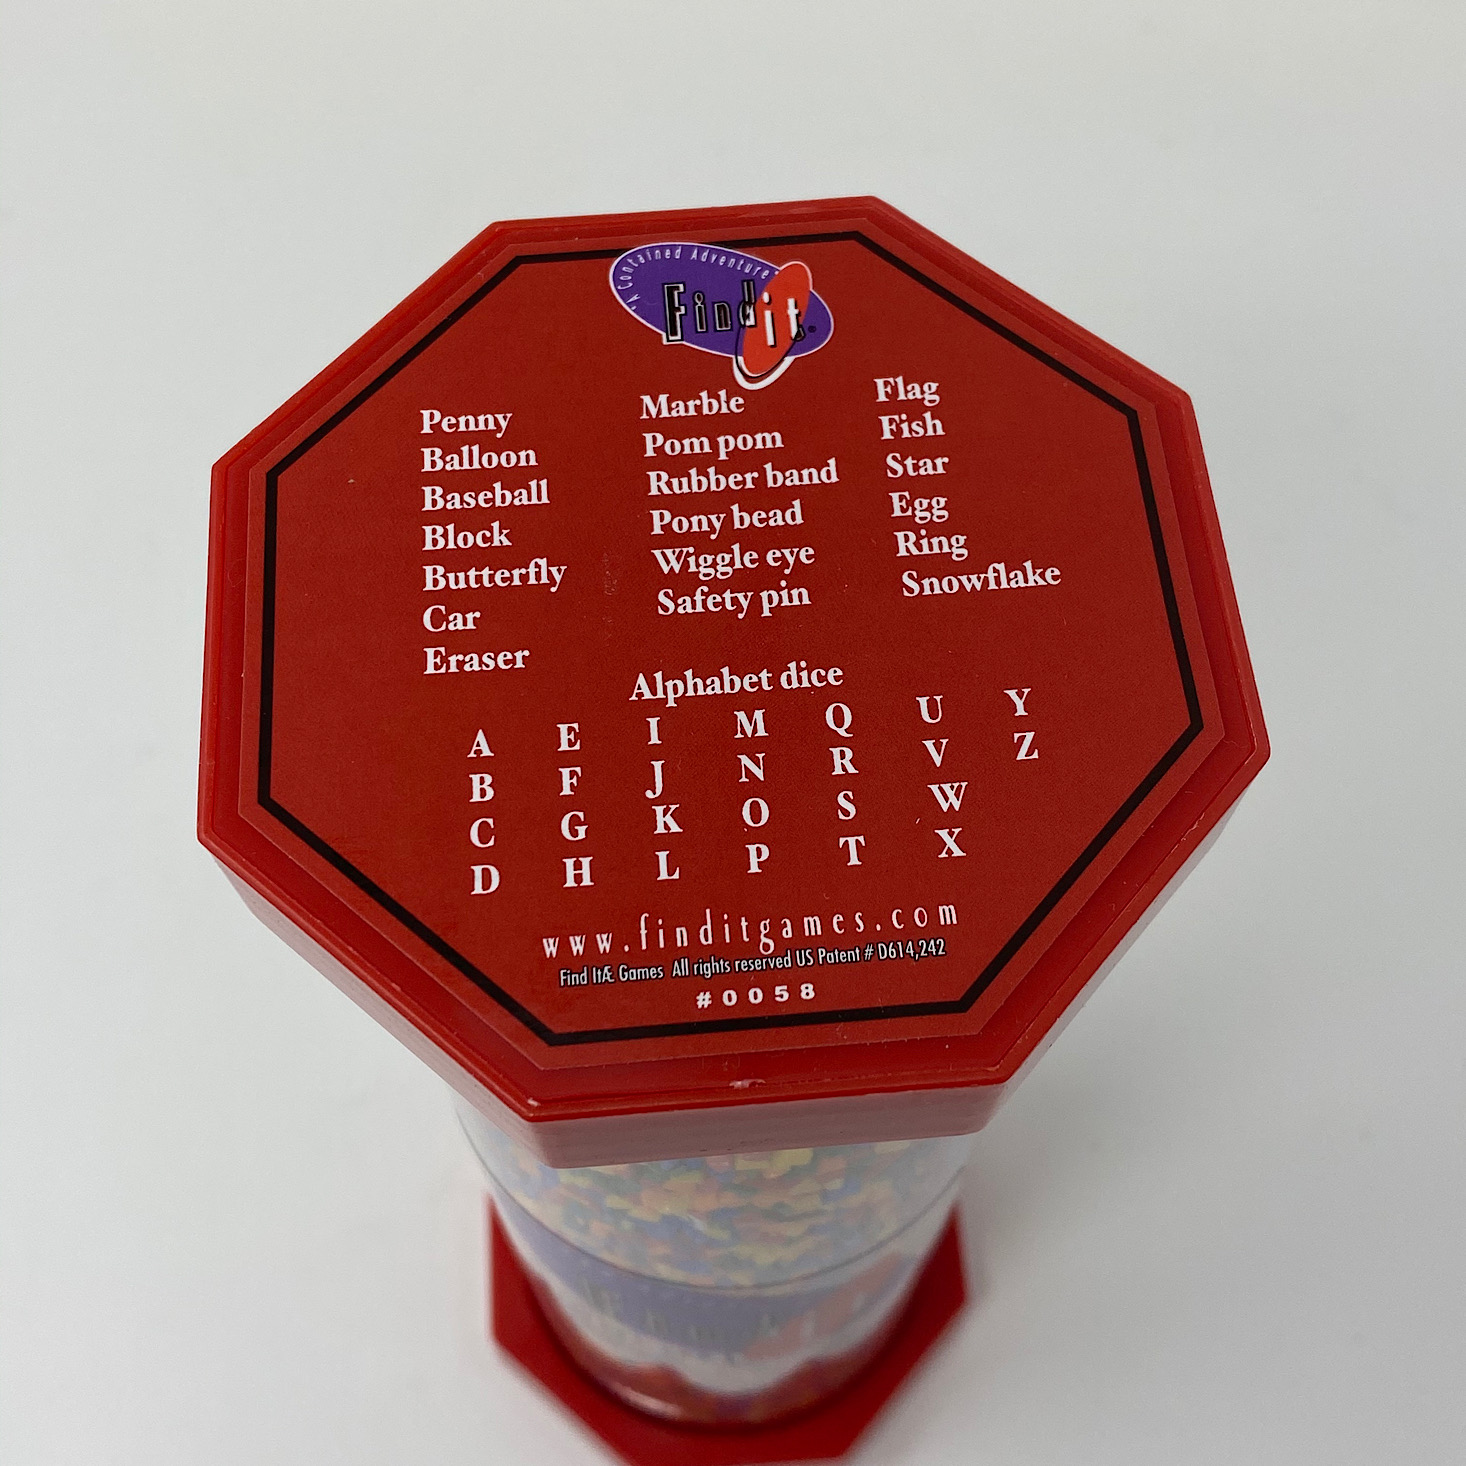 "A Contained Adventure"
Find it
Penny
Balloon
Baseball
Block
Butterfly
Car
Eraser
Marble
Pom pom
Rubber band
Pony bead
Wiggle eye
Safety pin
Flag
Fish
Star
Egg
Ring
Snowflake
Alphabet dice
A E I M Q U Y
B F J N R V Z
C G K O S W
D H L P T X
www.finditgames.com
Find ItÆ Games All rights reserved US Patent # D614,242
#0058